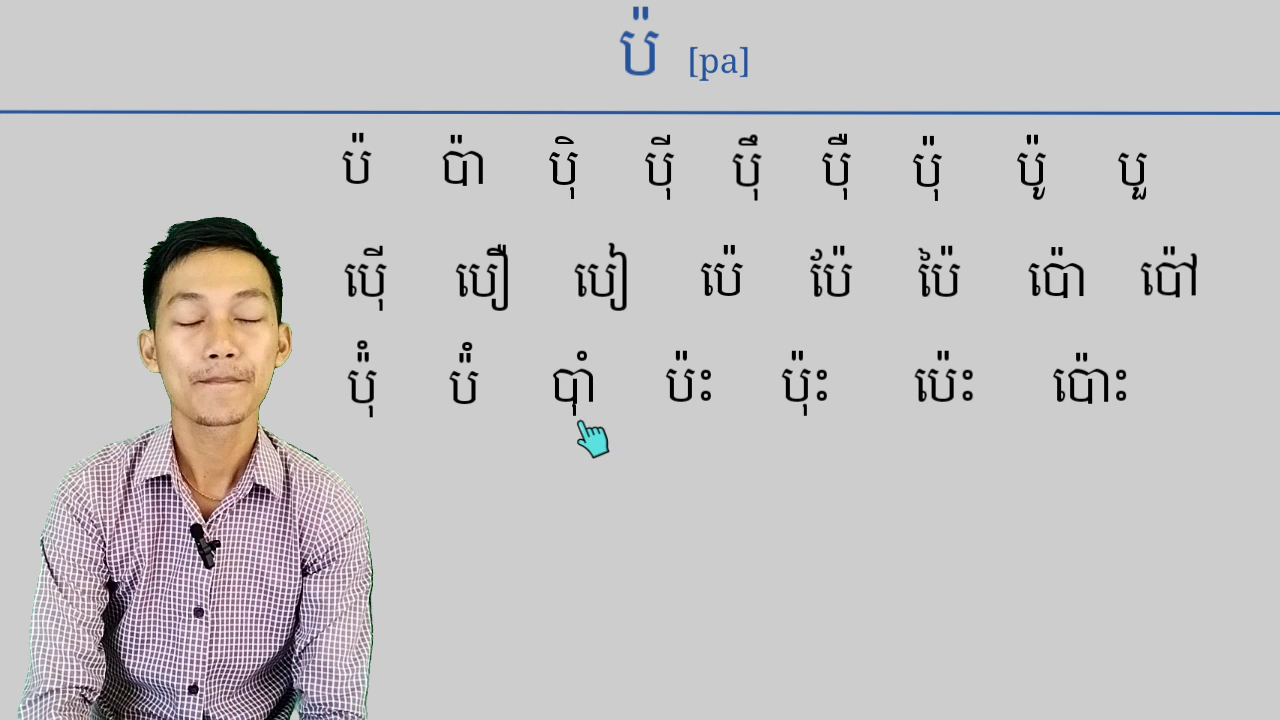 ប៉ [pa]
ប៉ ប៉ា ប៉ិ ប៉ី ប៉ឹ ប៉ឺ ប៉ុ ប៉ូ បួ
ប៉ើ បឿ បៀ ប៉េ ប៉ែ ប៉ៃ ប៉ោ ប៉ៅ
ប៉ុំ ប៉ំ ប៉ាំ ប៉ះ ប៉ុះ ប៉េះ ប៉ោះ